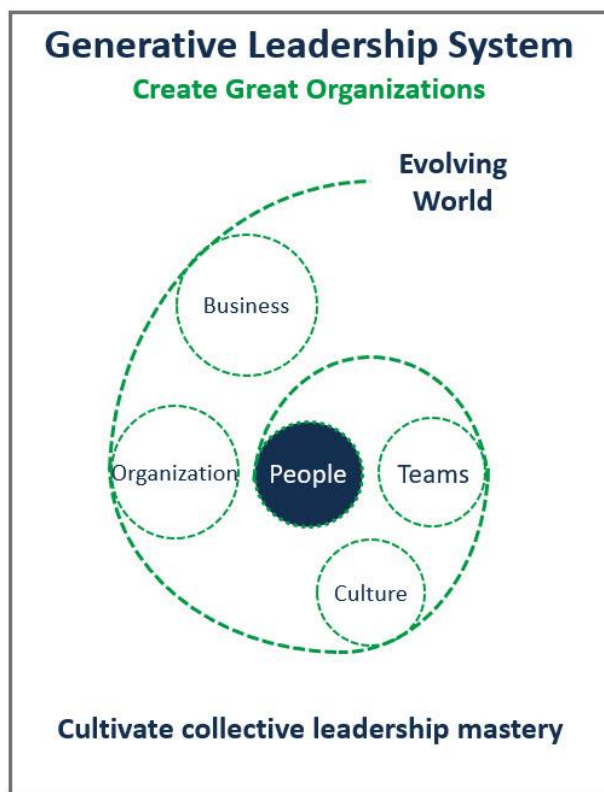 Generative Leadership System
Create Great Organizations
Evolving
World
Business
Organization
People
Teams
Culture
Cultivate collective leadership mastery